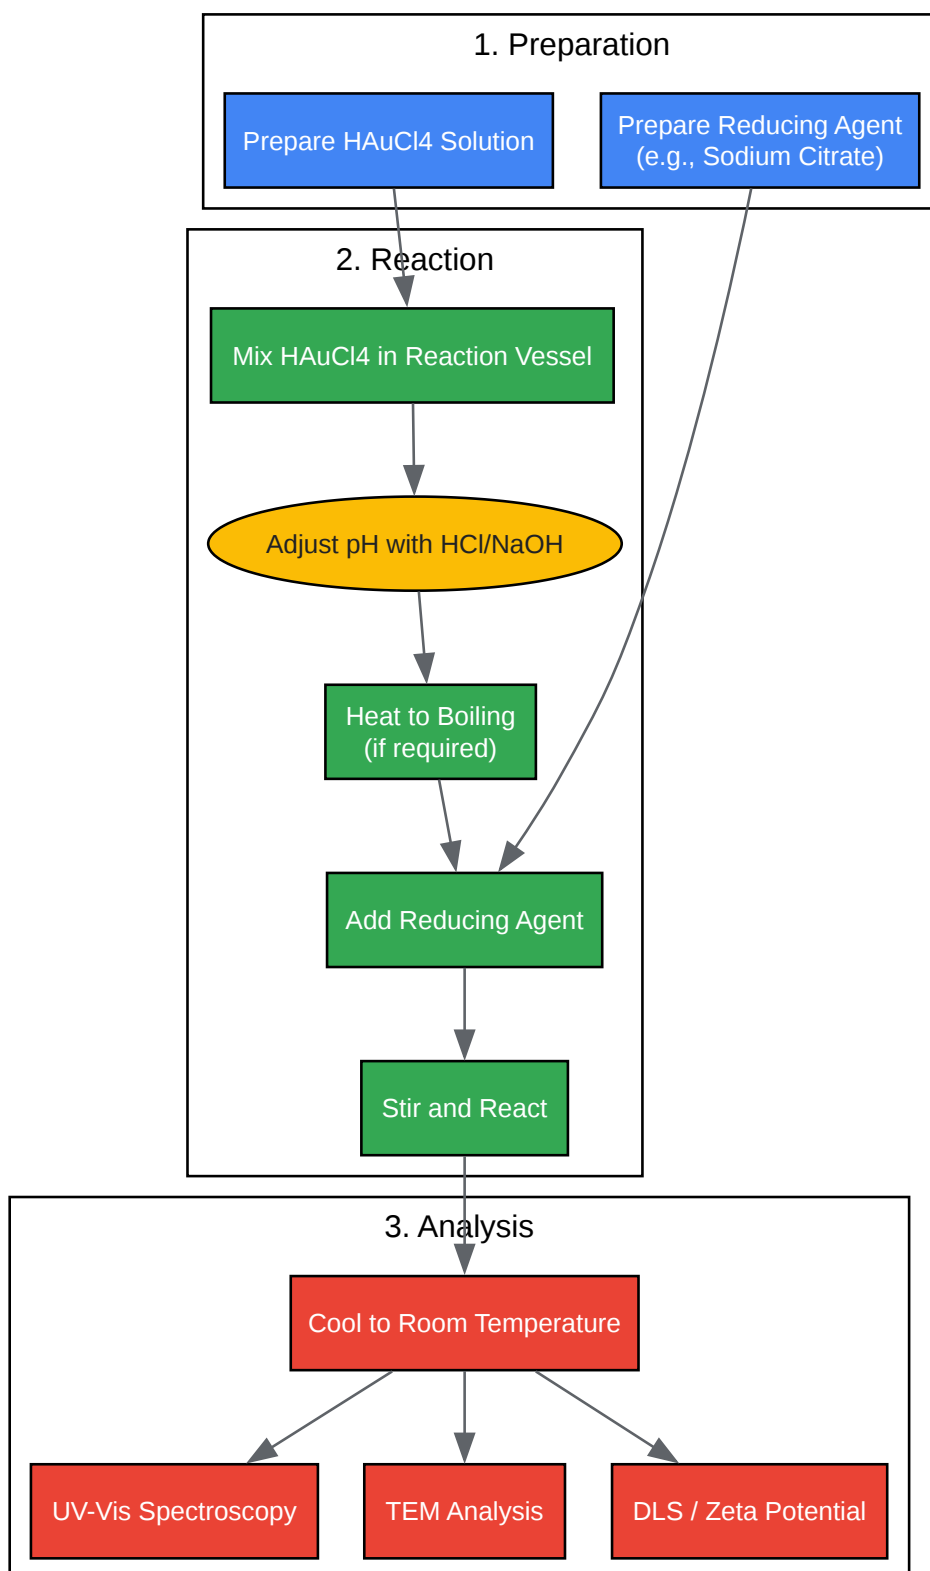 1. Preparation
Prepare HAuCl4 Solution
Prepare Reducing Agent
(e.g., Sodium Citrate)
2. Reaction
Mix HAuCl4 in Reaction Vessel
Adjust pH with HCl/NaOH
Heat to Boiling
(if required)
Add Reducing Agent
Stir and React
3. Analysis
Cool to Room Temperature
UV-Vis Spectroscopy
TEM Analysis
DLS / Zeta Potential